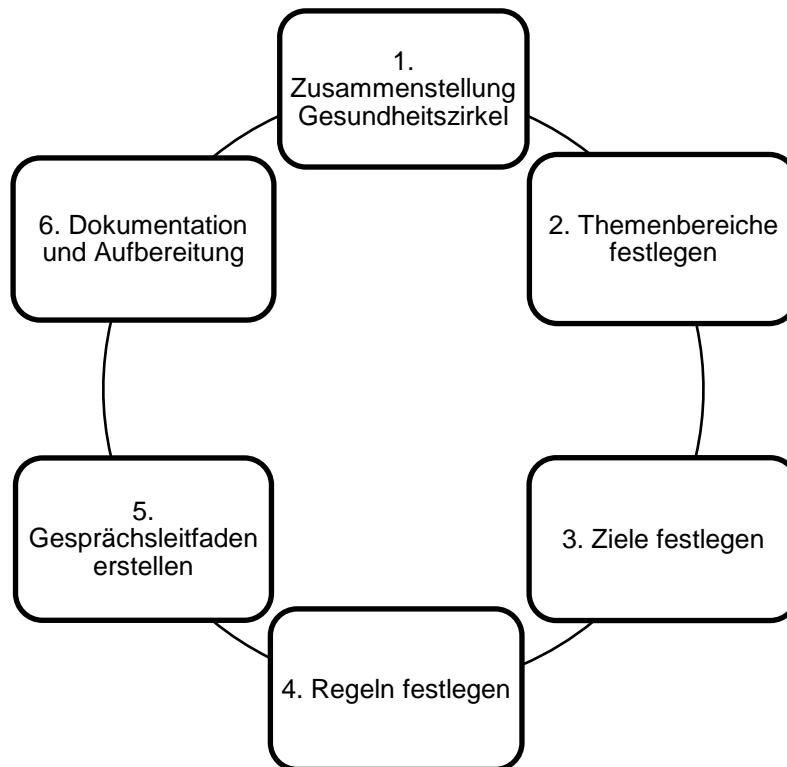 1.
Zusammenstellung
Gesundheitszirkel
2. Themenbereiche
festlegen
3. Ziele festlegen
4. Regeln festlegen
5.
Gesprächsleitfaden
erstellen
6. Dokumentation
und Aufbereitung